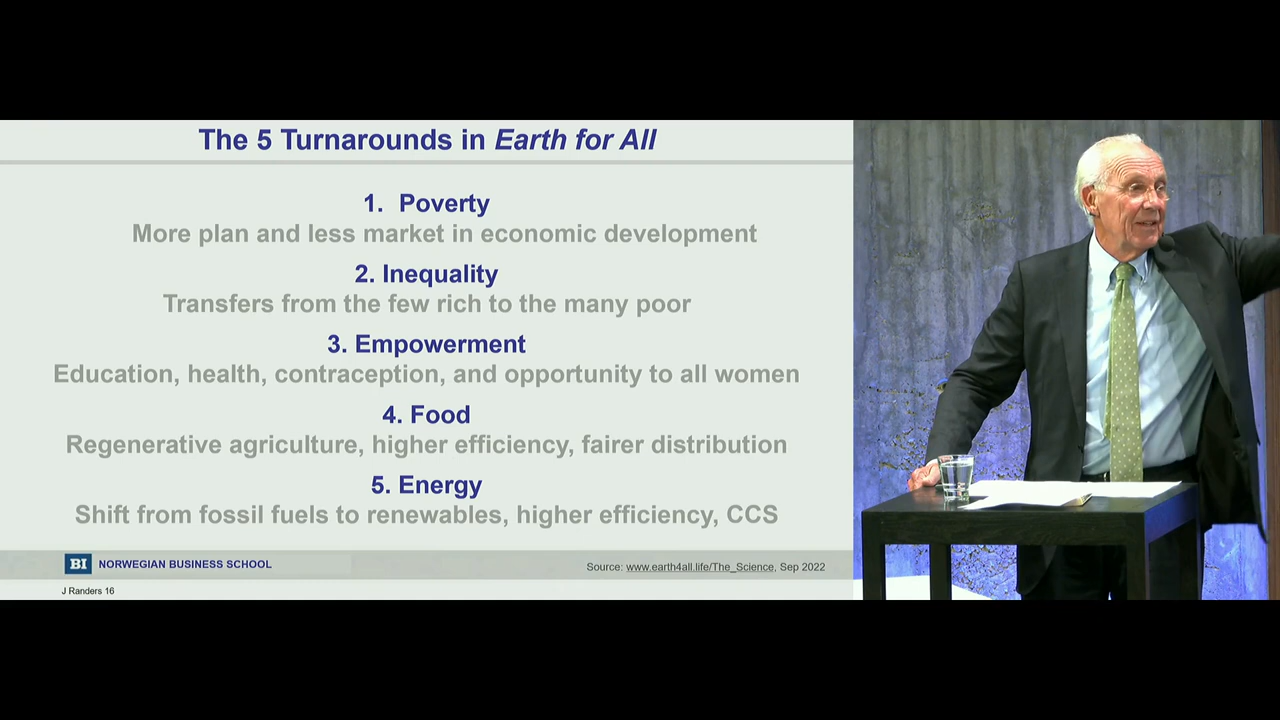 The 5 Turnarounds in Earth for All
1. Poverty
More plan and less market in economic development
2. Inequality
Transfers from the few rich to the many poor
3. Empowerment
Education, health, contraception, and opportunity to all women
4. Food
Regenerative agriculture, higher efficiency, fairer distribution
5. Energy
Shift from fossil fuels to renewables, higher efficiency, CCS
BI NORWEGIAN BUSINESS SCHOOL
Source: www.earth4all.life/The_Science, Sep 2022
J Randers 16